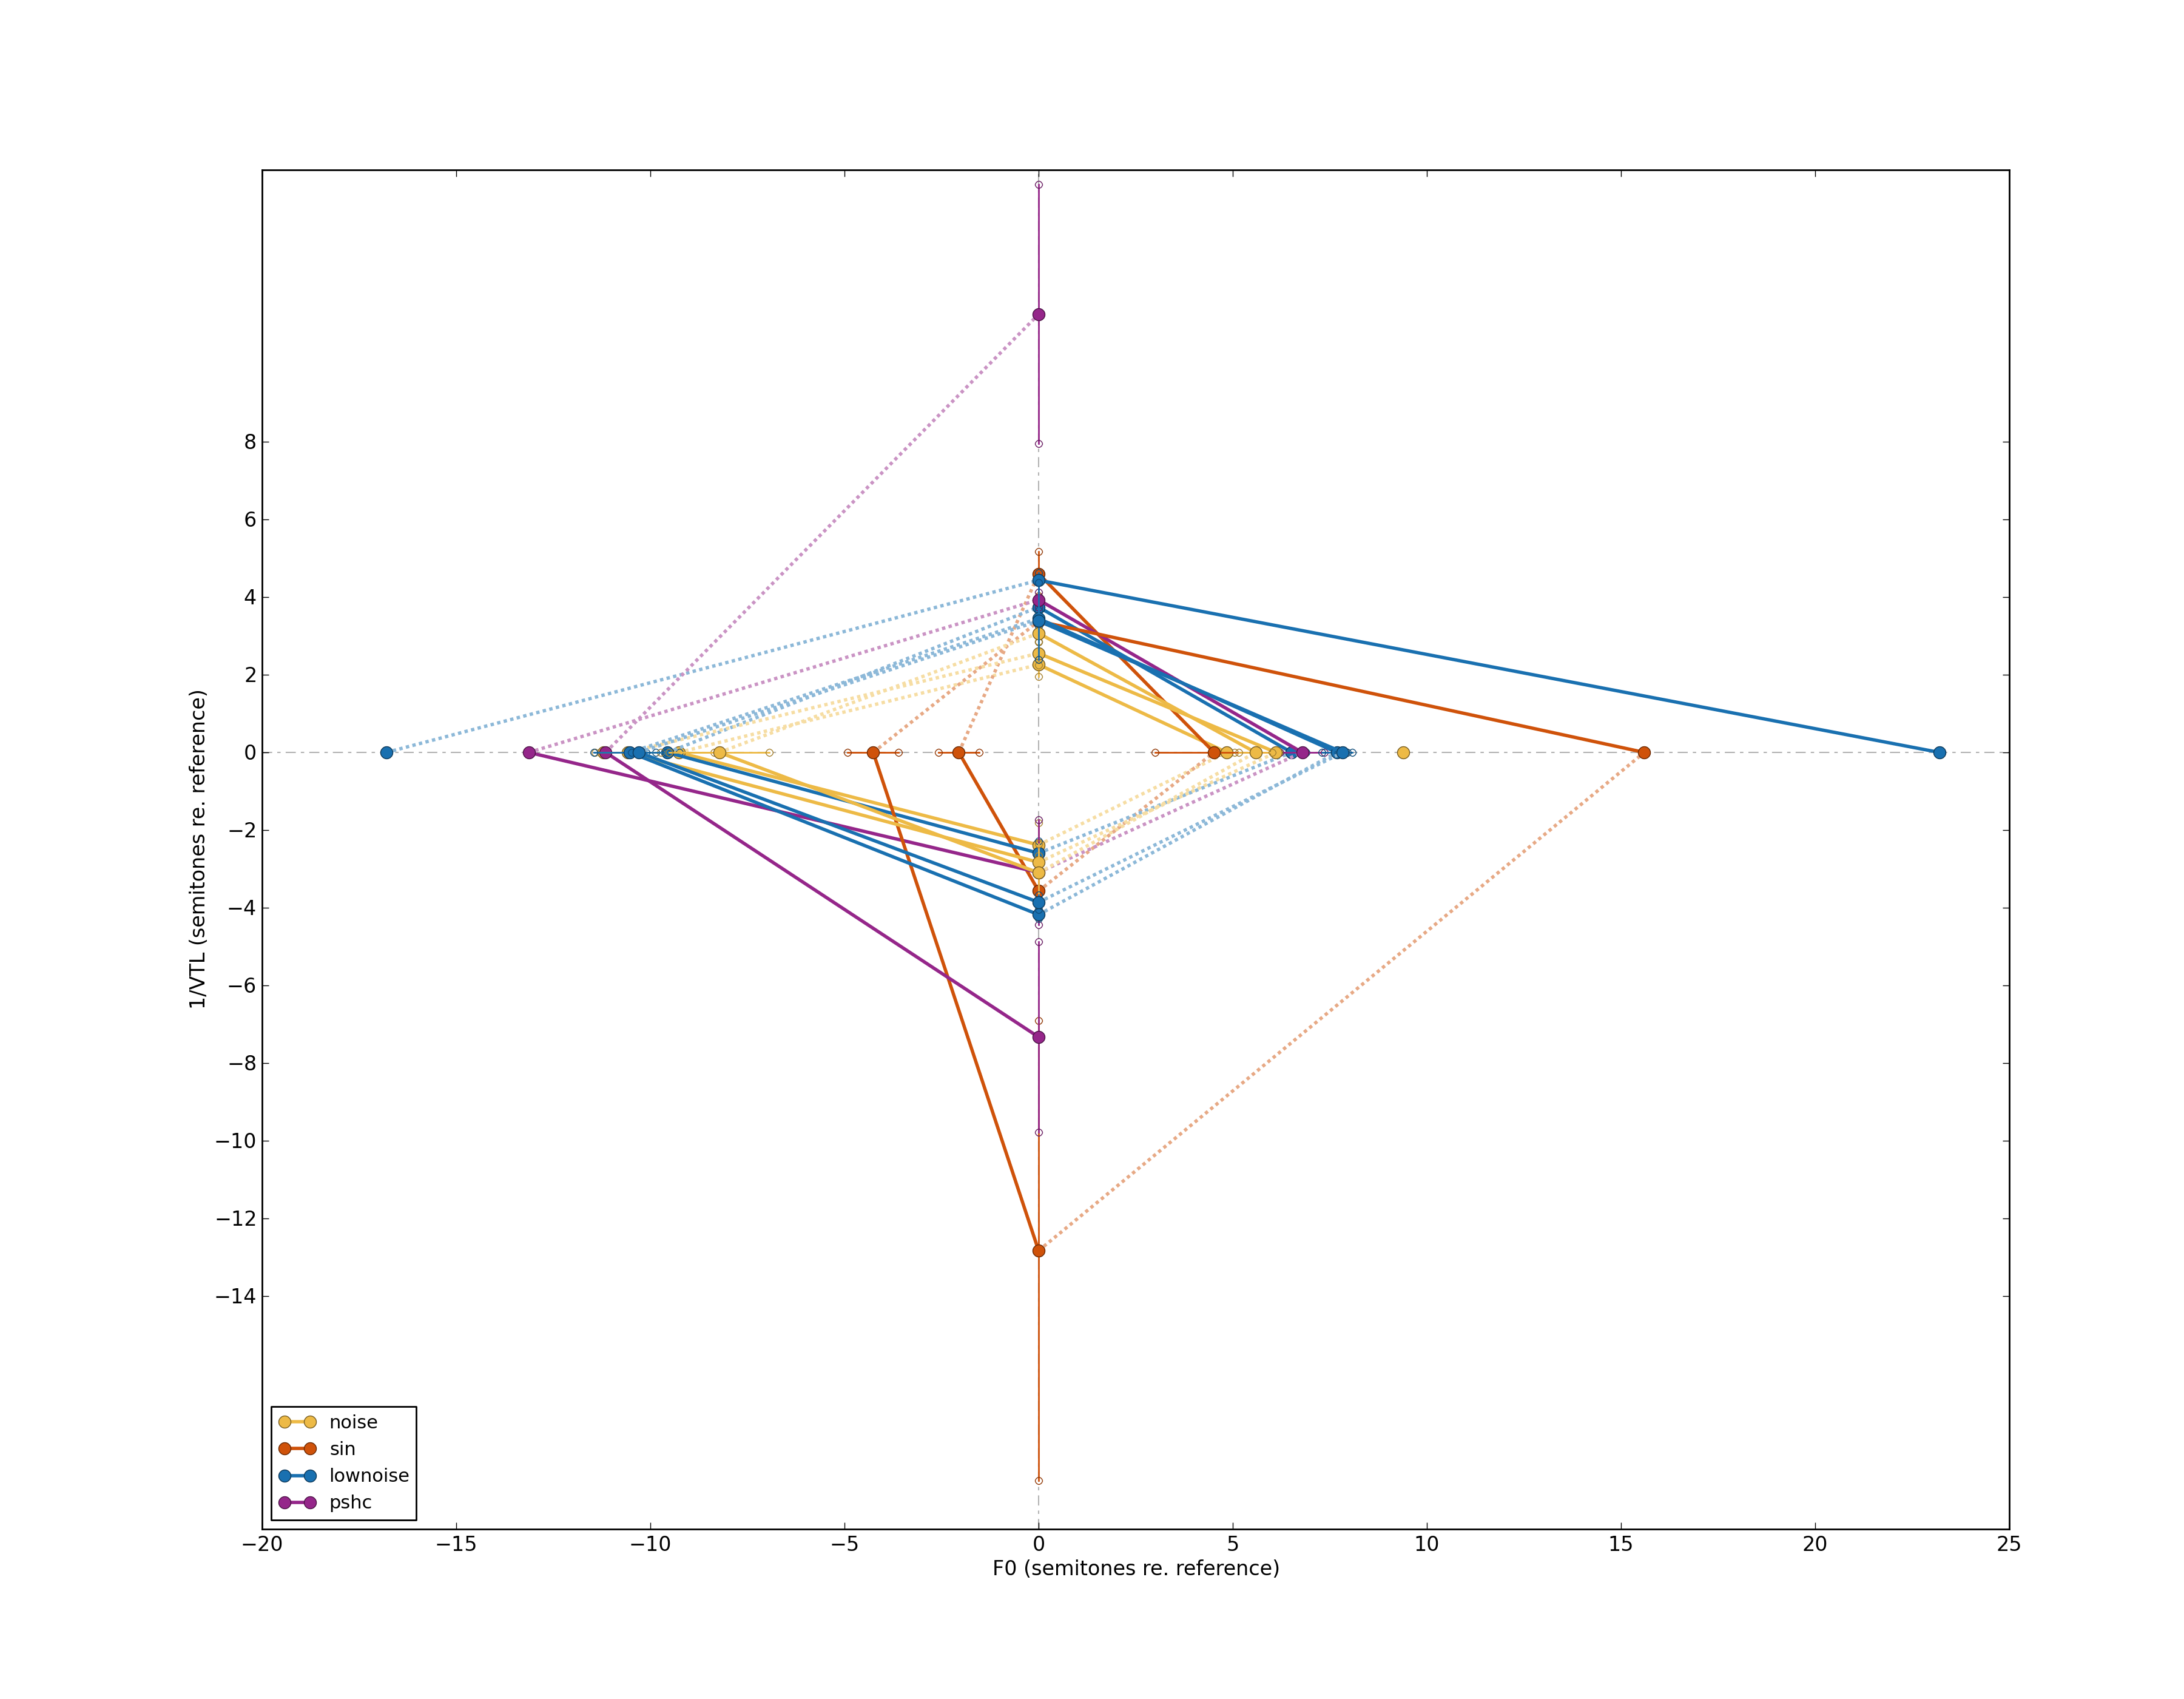 8
6
4
2
0
−2
−4
−6
−8
−10
−12
−14
1/VTL (semitones re. reference)
noise
sin
lownoise
pshc
−20 −15 −10 −5 0 5 10 15 20 25
F0 (semitones re. reference)